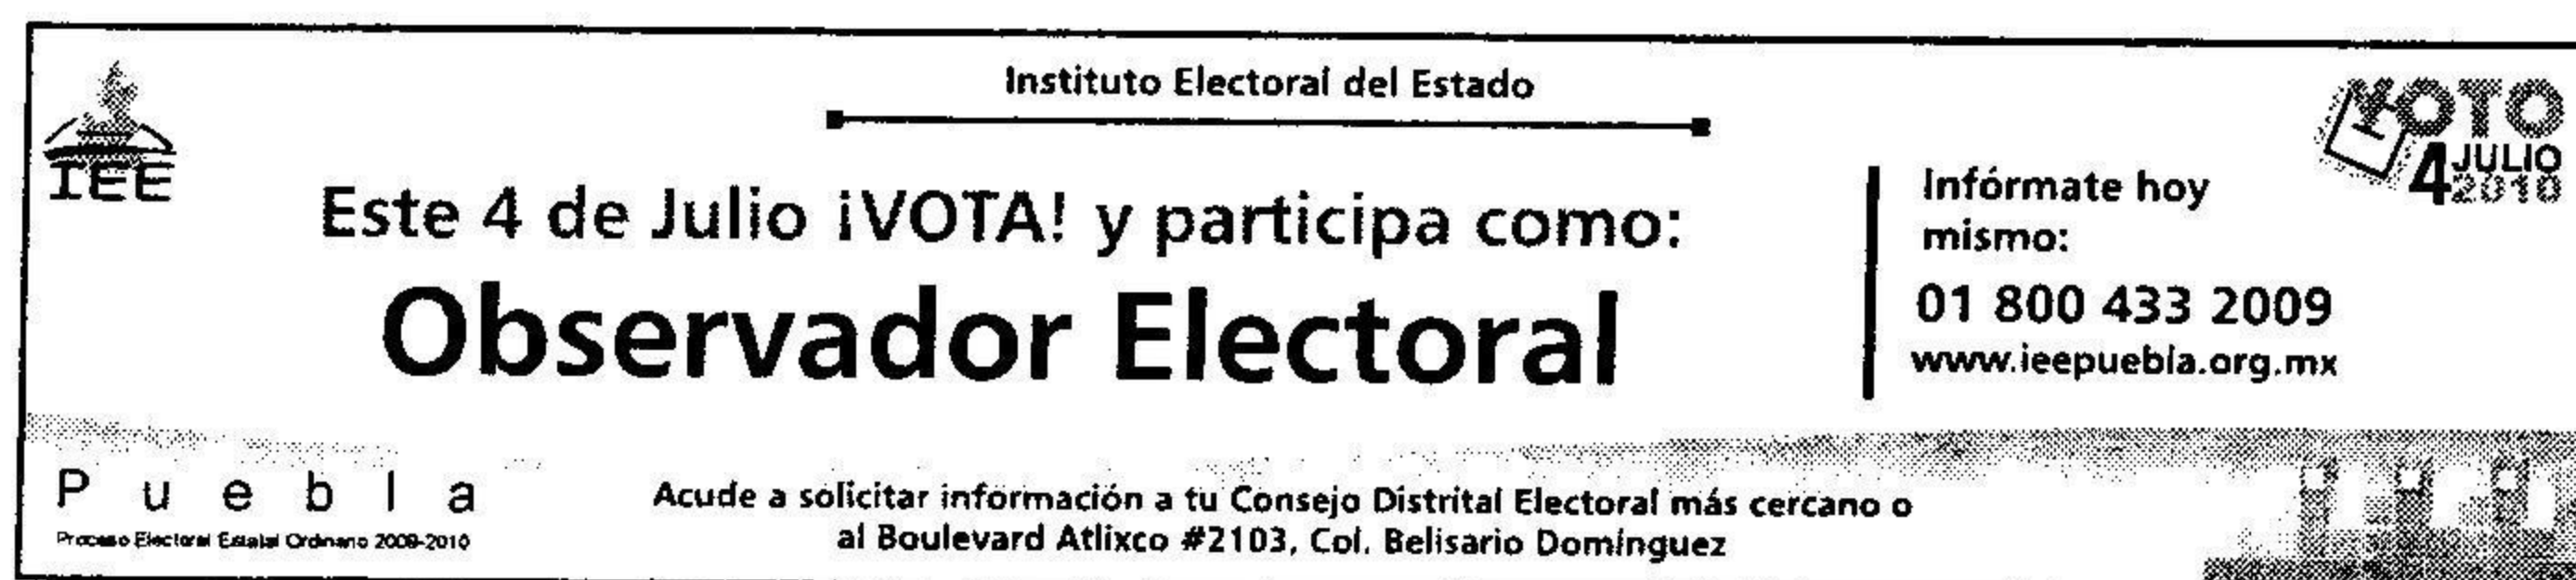 Instituto Electoral del Estado
IEE
VOTO
4 JULIO
2010
Este 4 de Julio ¡VOTA! y participa como:
Observador Electoral
Infórmate hoy
mismo:
01 800 433 2009
www.ieepuebla.org.mx
Puebla
Proceso Electoral Estatal Ordinario 2009-2010
Acude a solicitar información a tu Consejo Distrital Electoral más cercano o
al Boulevard Atlixco #2103, Col. Belisario Domínguez